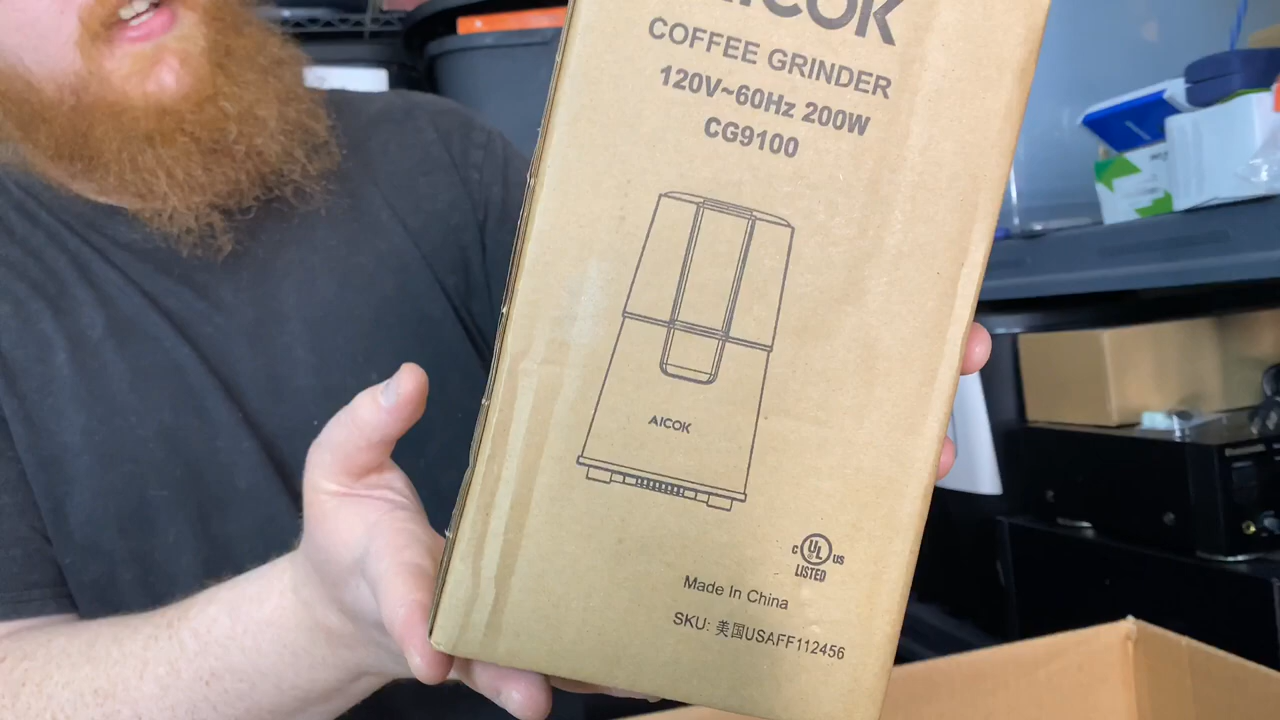 AICOK
COFFEE GRINDER
120V~60Hz 200W
CG9100
AICOK
C UL US
LISTED
Made In China
SKU: 美国USAFF112456